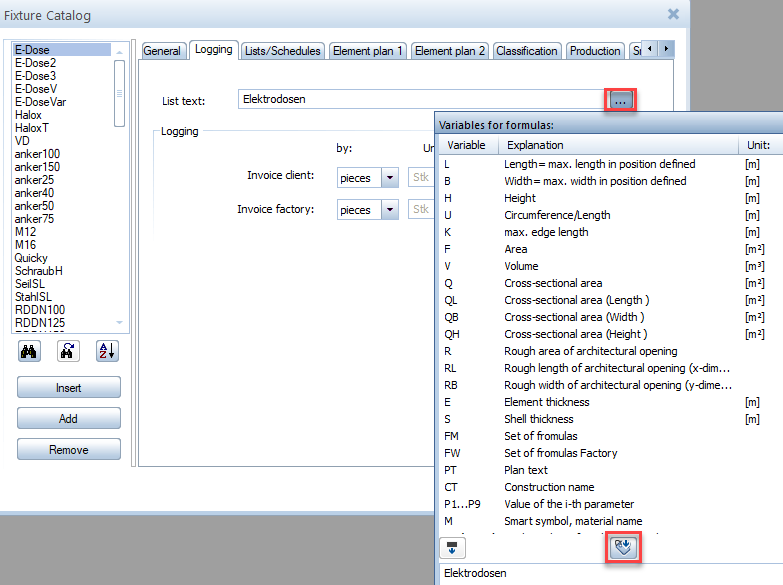 Fixture Catalog
E-Dose
E-Dose2
E-Dose3
E-DoseV
E-DoseVar
Halox
HaloxT
VD
anker100
anker150
anker25
anker40
anker50
anker75
M12
M16
Quicky
SchraubH
SeilSL
StahlSL
RDDN100
RDDN125
Insert
Add
Remove
General Logging Lists/Schedules Element plan 1 Element plan 2 Classification Production
List text: Elektrodosen ...
Logging
by:
Invoice client: pieces Stk
Invoice factory: pieces Stk
Variables for formulas:
Variable Explanation Unit:
L Length= max. length in position defined [m]
B Width= max. width in position defined [m]
H Height [m]
U Circumference/Length [m]
K max. edge length [m]
F Area [m²]
V Volume [m³]
Q Cross-sectional area [m²]
QL Cross-sectional area (Length ) [m²]
QB Cross-sectional area (Width ) [m²]
QH Cross-sectional area (Height ) [m²]
R Rough area of architectural opening
RL Rough length of architectural opening (x-dime...
RB Rough width of architectural opening (y-dime...
E Element thickness [m]
S Shell thickness [m]
FM Set of fromulas
FW Set of fromulas Factory
PT Plan text
CT Construction name
P1...P9 Value of the i-th parameter
M Smart symbol, material name
Elektrodosen